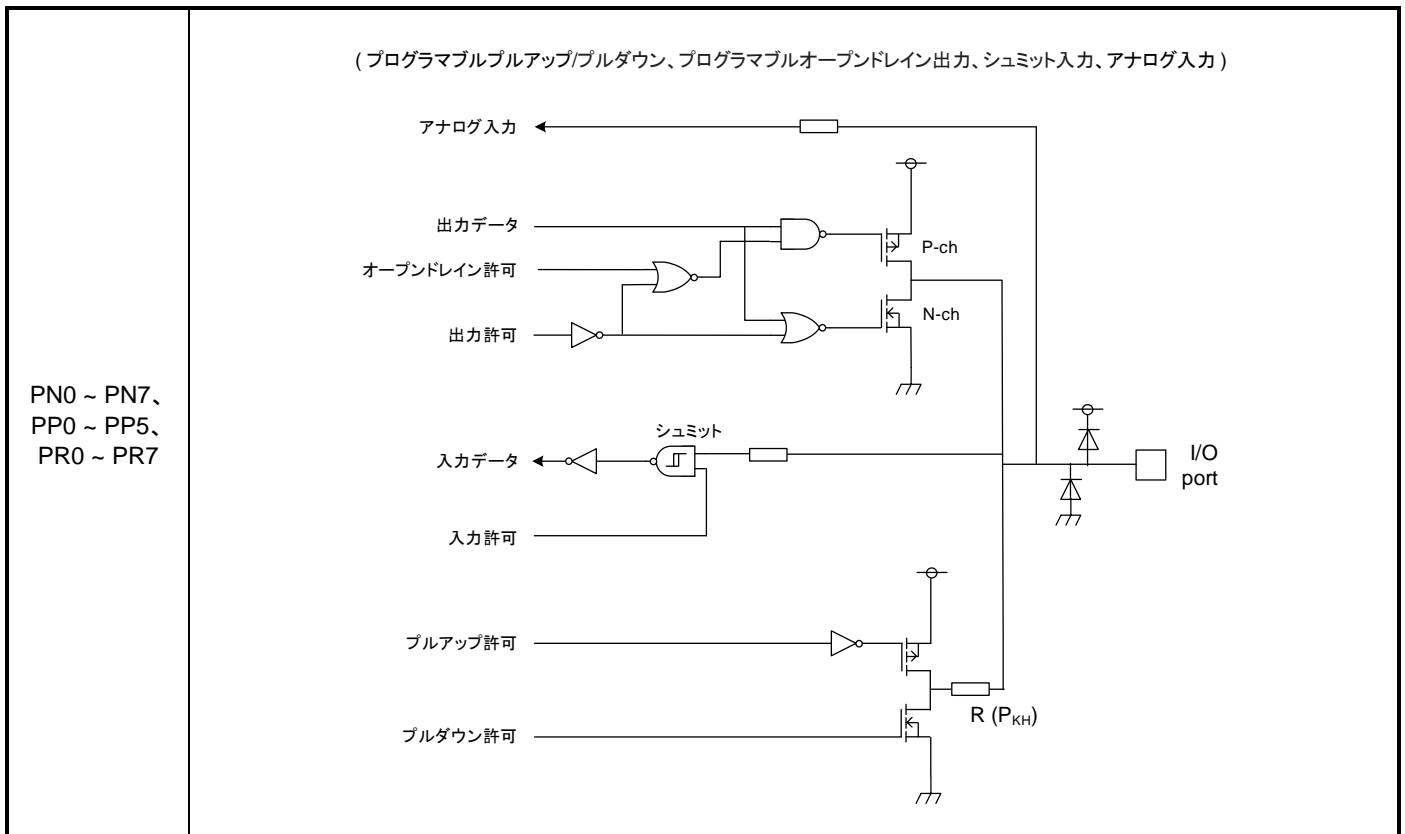 ( プログラマブルプルアップ/プルダウン、プログラマブルオープンドレイン出力、シュミット入力、アナログ入力 )
アナログ入力
出力データ
P-ch
オープンドレイン許可
N-ch
出力許可
PN0 ~ PN7、
PP0 ~ PP5、
PR0 ~ PR7
シュミット
入力データ
I/O
port
入力許可
プルアップ許可
R (PKH)
プルダウン許可